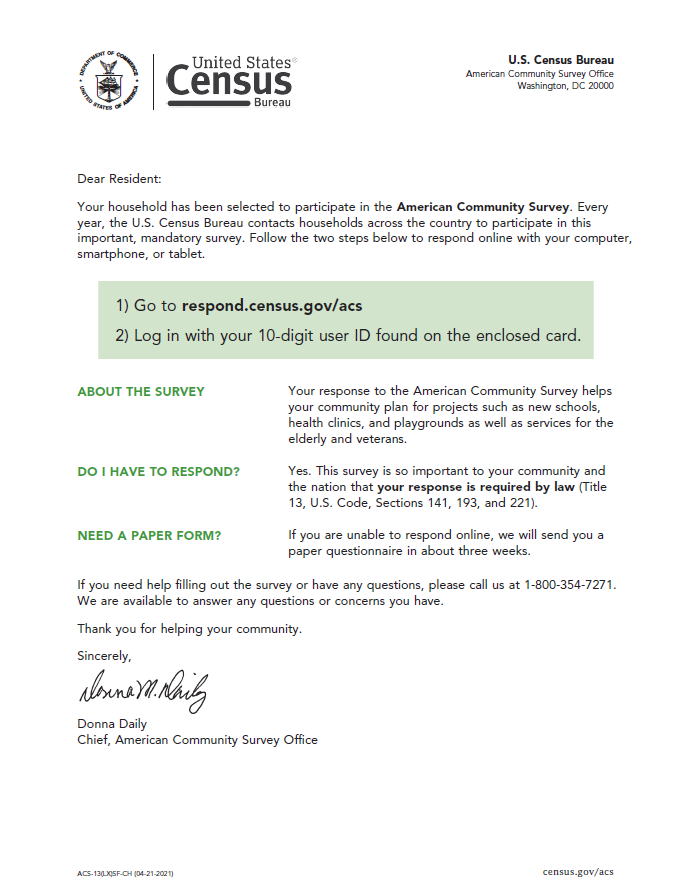 DEPARTMENT OF COMMERCE
UNITED STATES OF AMERICA
United States®
Census
Bureau
U.S. Census Bureau
American Community Survey Office
Washington, DC 20000
Dear Resident:
Your household has been selected to participate in the American Community Survey. Every
year, the U.S. Census Bureau contacts households across the country to participate in this
important, mandatory survey. Follow the two steps below to respond online with your computer,
smartphone, or tablet.
1) Go to respond.census.gov/acs
2) Log in with your 10-digit user ID found on the enclosed card.
ABOUT THE SURVEY
Your response to the American Community Survey helps
your community plan for projects such as new schools,
health clinics, and playgrounds as well as services for the
elderly and veterans.
DO I HAVE TO RESPOND?
Yes. This survey is so important to your community and
the nation that your response is required by law (Title
13, U.S. Code, Sections 141, 193, and 221).
NEED A PAPER FORM?
If you are unable to respond online, we will send you a
paper questionnaire in about three weeks.
If you need help filling out the survey or have any questions, please call us at 1-800-354-7271.
We are available to answer any questions or concerns you have.
Thank you for helping your community.
Sincerely,
Donna M. Daily
Donna Daily
Chief, American Community Survey Office
ACS-13(LX)SF-CH (04-21-2021)
census.gov/acs